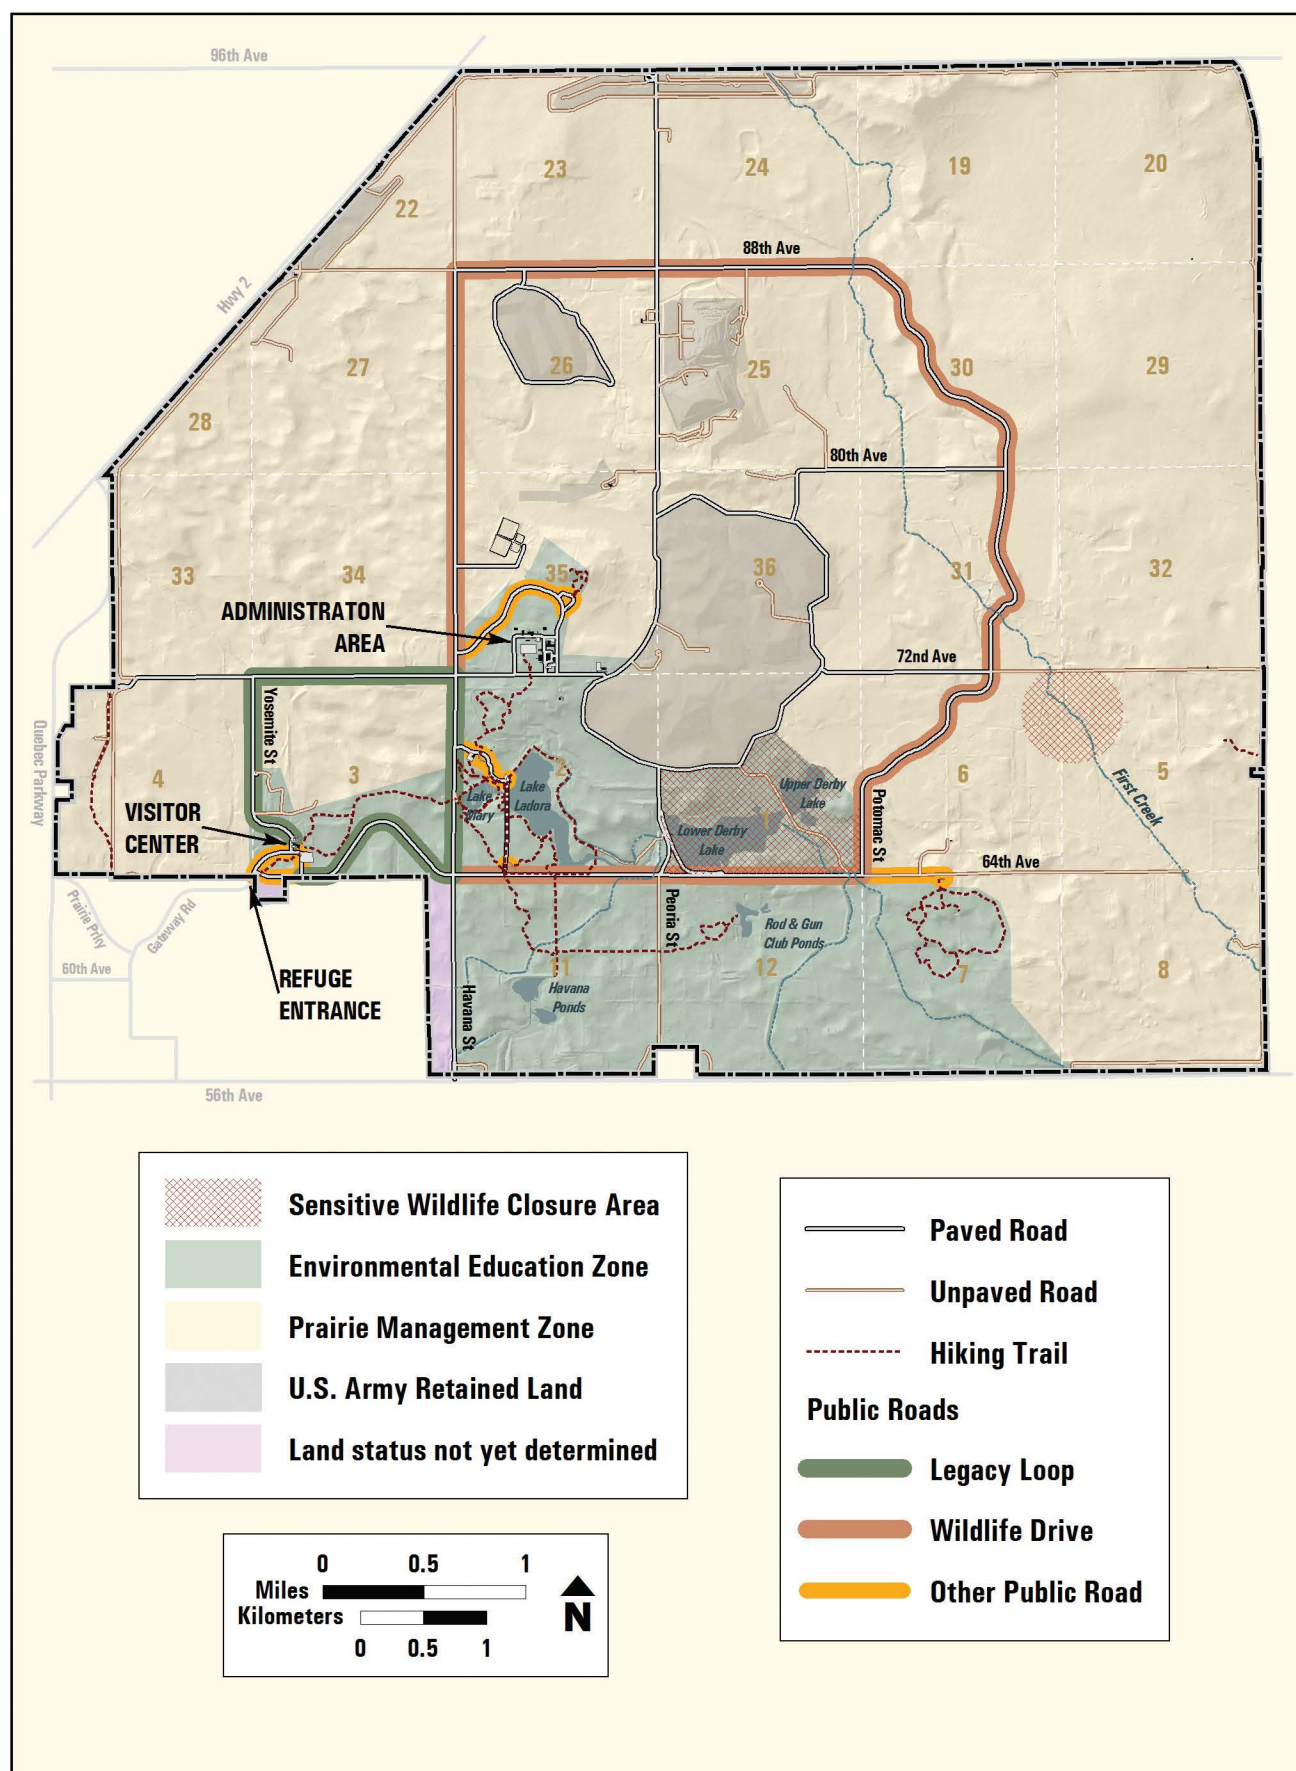 96th Ave
23
24
19
20
22
88th Ave
Hwy 2
27
26
25
30
29
28
80th Ave
33
34
35
36
31
32
ADMINISTRATON
AREA
72nd Ave
Yosemite St
Quebec Parkway
4
3
2
6
5
Lake
Mary
Lake
Ladora
Upper Derby
Lake
1
Lower Derby
Lake
Potomac St
First Creek
VISITOR
CENTER
64th Ave
Prairie Prky
Gateway Rd
Peoria St
Rod & Gun
Club Ponds
60th Ave
REFUGE
ENTRANCE
Havana St
11
Havana
Ponds
12
7
8
56th Ave
Sensitive Wildlife Closure Area
Environmental Education Zone
Prairie Management Zone
U.S. Army Retained Land
Land status not yet determined
Paved Road
Unpaved Road
Hiking Trail
Public Roads
Legacy Loop
Wildlife Drive
Other Public Road
0 0.5 1
Miles
Kilometers
0 0.5 1
N